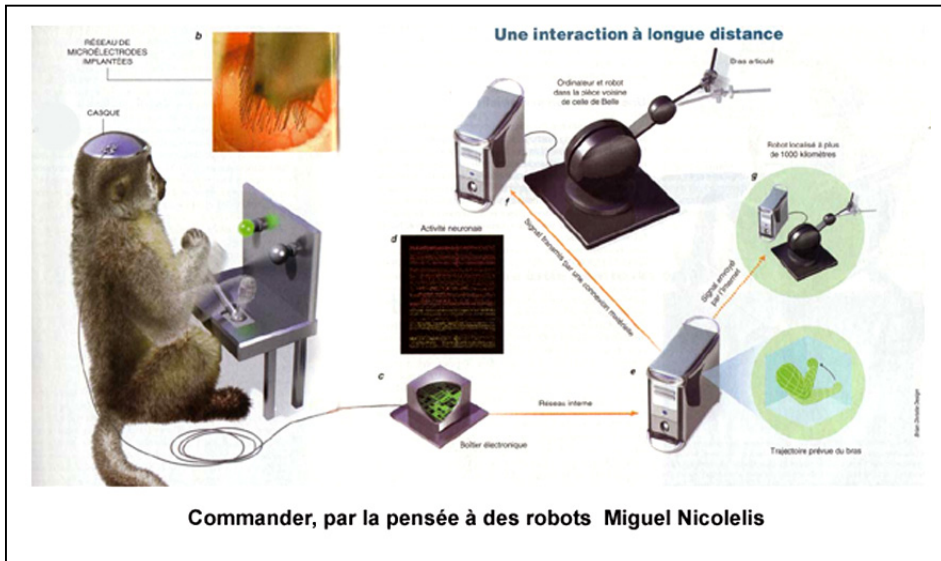 Une interaction à longue distance
RÉSEAU DE
MICROÉLECTRODES
IMPLANTÉES
b
CASQUE
Ordinateur et robot
dans la pièce voisine
de celle de Belle
Bras articulé
f
Robot localisé à plus
de 1000 kilomètres
g
Activité neuronale
d
Signal transmis par une connexion matérielle
Signal envoyé
par l'Internet
c
Boîtier électronique
Réseau interne
e
Trajectoire prévue du bras
Commander, par la pensée à des robots Miguel Nicolelis